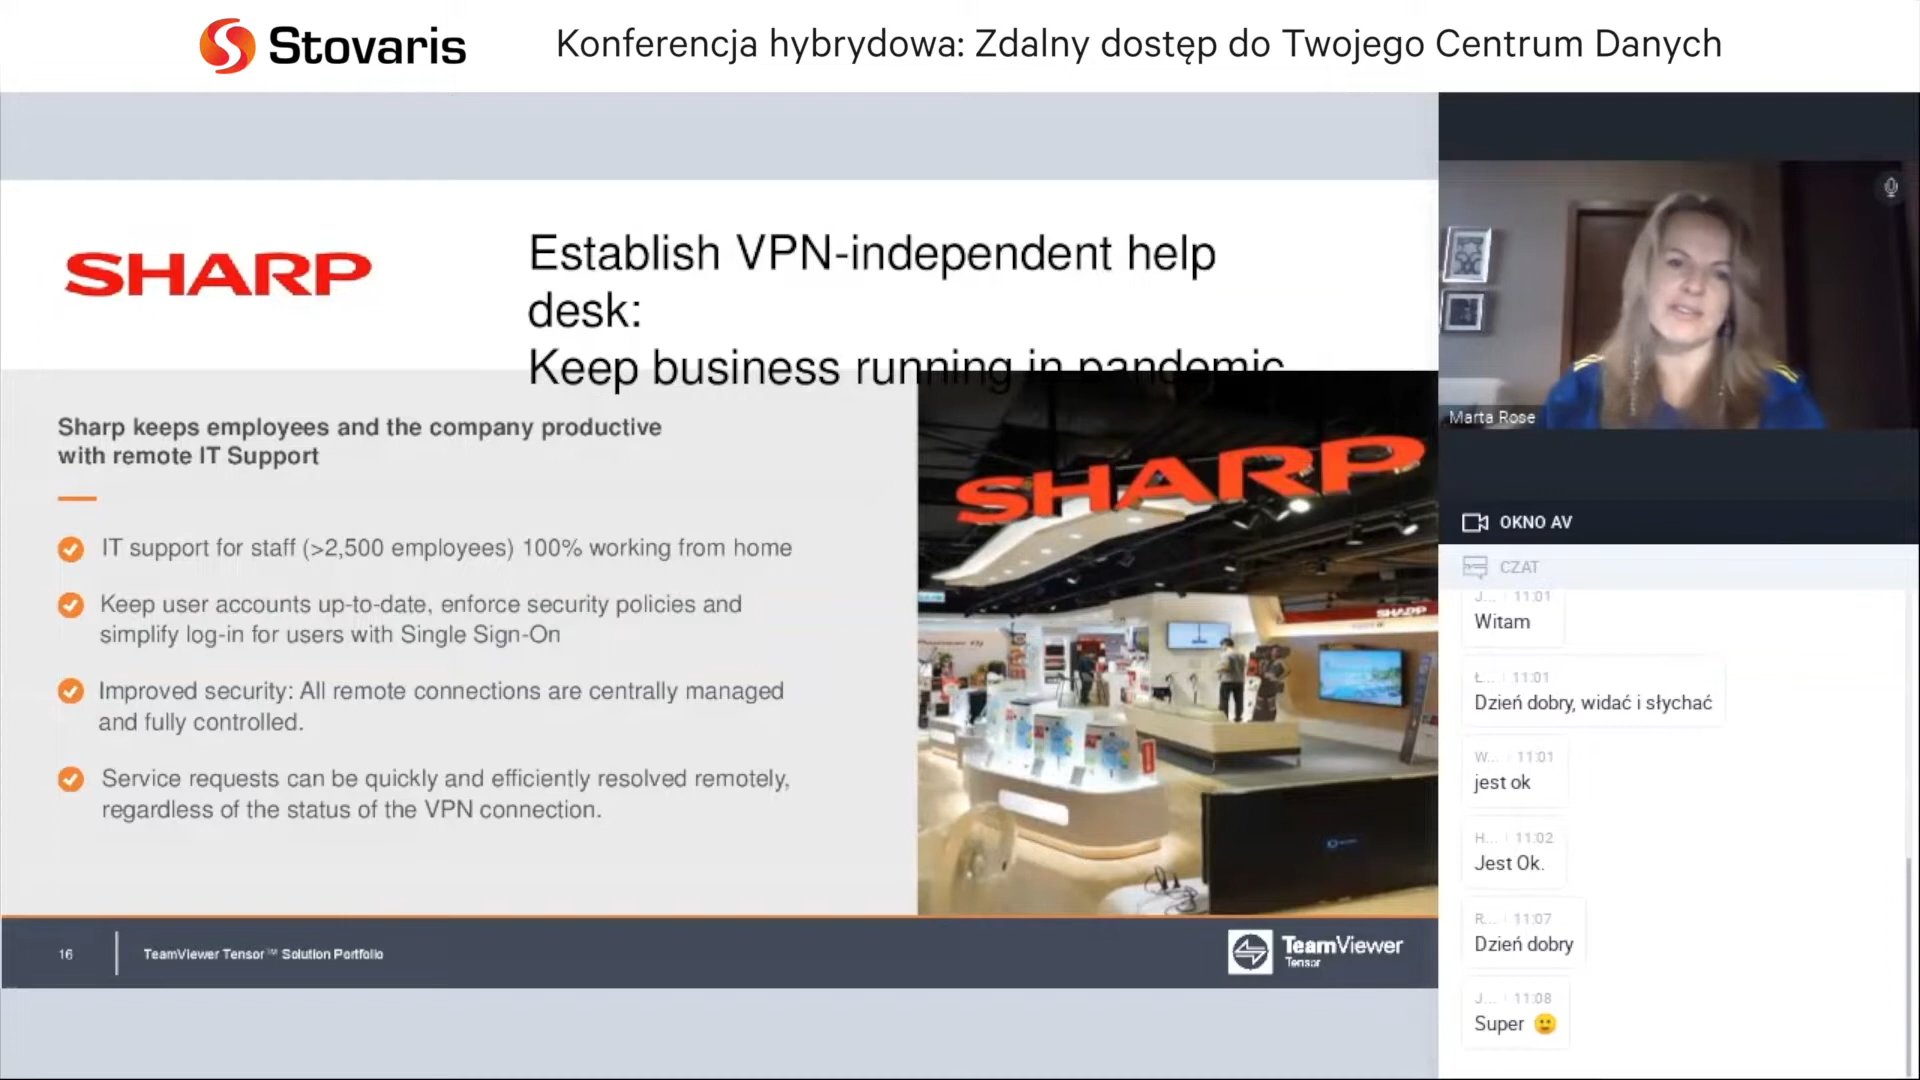 Stovaris
Konferencja hybrydowa: Zdalny dostęp do Twojego Centrum Danych
SHARP
Establish VPN-independent help
desk:
Keep business running in pandemic
Sharp keeps employees and the company productive
with remote IT Support
IT support for staff (>2,500 employees) 100% working from home
Keep user accounts up-to-date, enforce security policies and
simplify log-in for users with Single Sign-On
Improved security: All remote connections are centrally managed
and fully controlled.
Service requests can be quickly and efficiently resolved remotely,
regardless of the status of the VPN connection.
SHARP
SHARP
16
TeamViewer Tensor™ Solution Portfolio
TeamViewer
Tensor
Marta Rose
OKNO AV
CZAT
J... 11:01
Witam
Ł... 11:01
Dzień dobry, widać i słychać
W... 11:01
jest ok
H... 11:02
Jest Ok.
R... 11:07
Dzień dobry
J... 11:08
Super 🙂